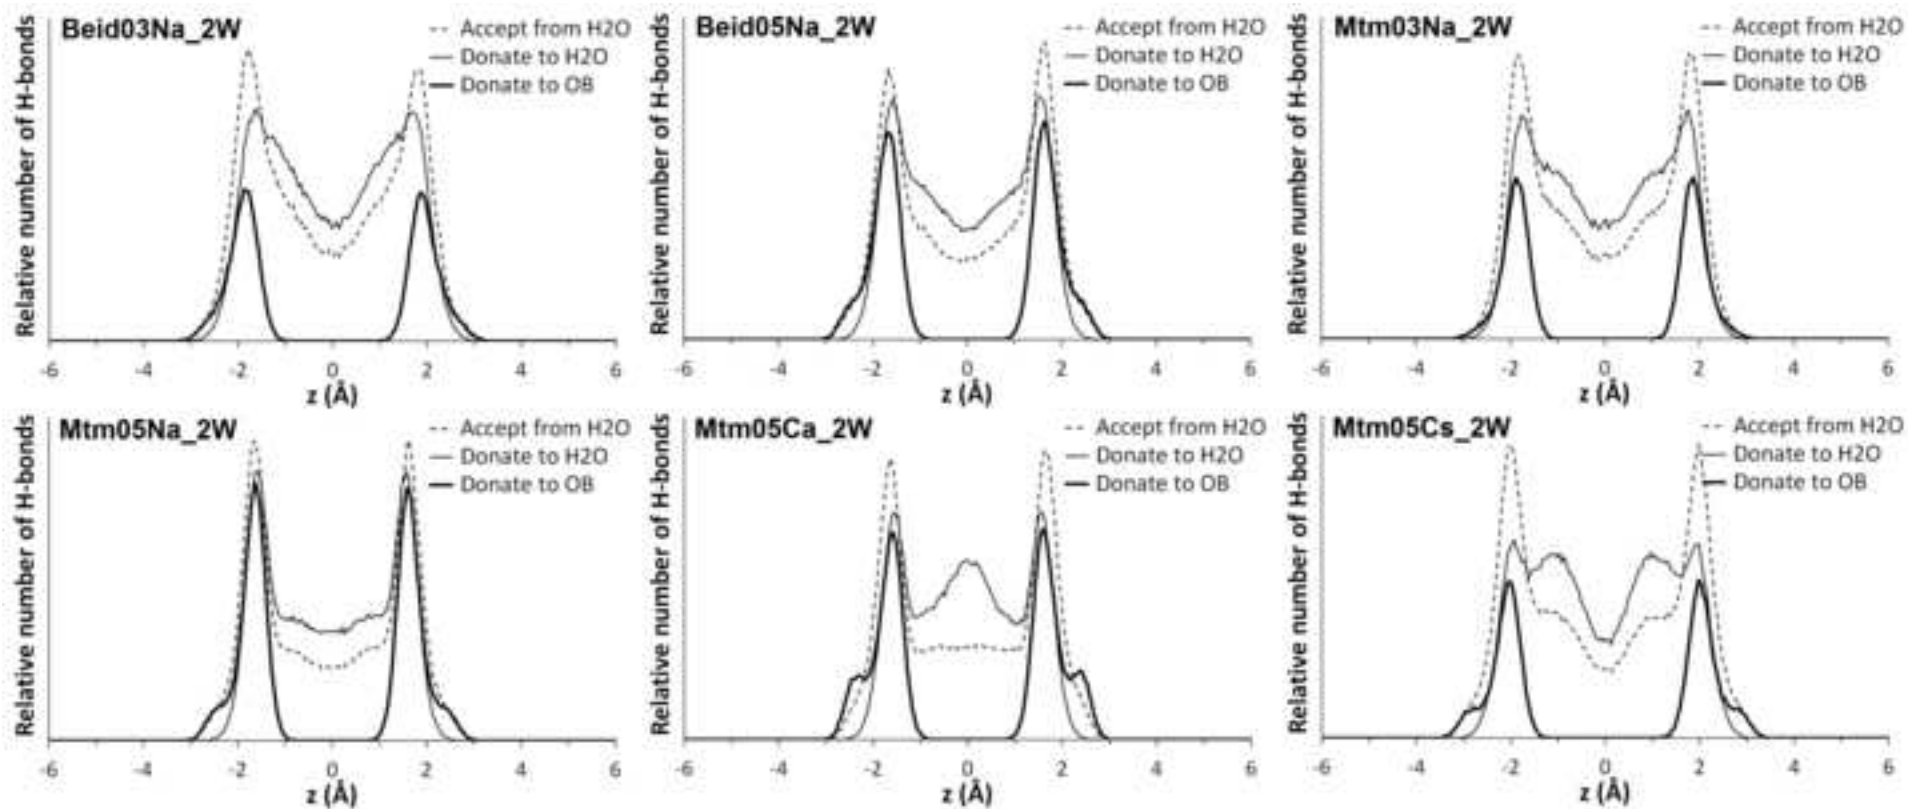 Beid03Na_2W
Accept from H2O
Donate to H2O
Donate to OB
Relative number of H-bonds
-6 -4 -2 0 2 4 6
z (Å)
Beid05Na_2W
Accept from H2O
Donate to H2O
Donate to OB
Relative number of H-bonds
-6 -4 -2 0 2 4 6
z (Å)
Mtm03Na_2W
Accept from H2O
Donate to H2O
Donate to OB
Relative number of H-bonds
-6 -4 -2 0 2 4 6
z (Å)
Mtm05Na_2W
Accept from H2O
Donate to H2O
Donate to OB
Relative number of H-bonds
-6 -4 -2 0 2 4 6
z (Å)
Mtm05Ca_2W
Accept from H2O
Donate to H2O
Donate to OB
Relative number of H-bonds
-6 -4 -2 0 2 4 6
z (Å)
Mtm05Cs_2W
Accept from H2O
Donate to H2O
Donate to OB
Relative number of H-bonds
-6 -4 -2 0 2 4 6
z (Å)